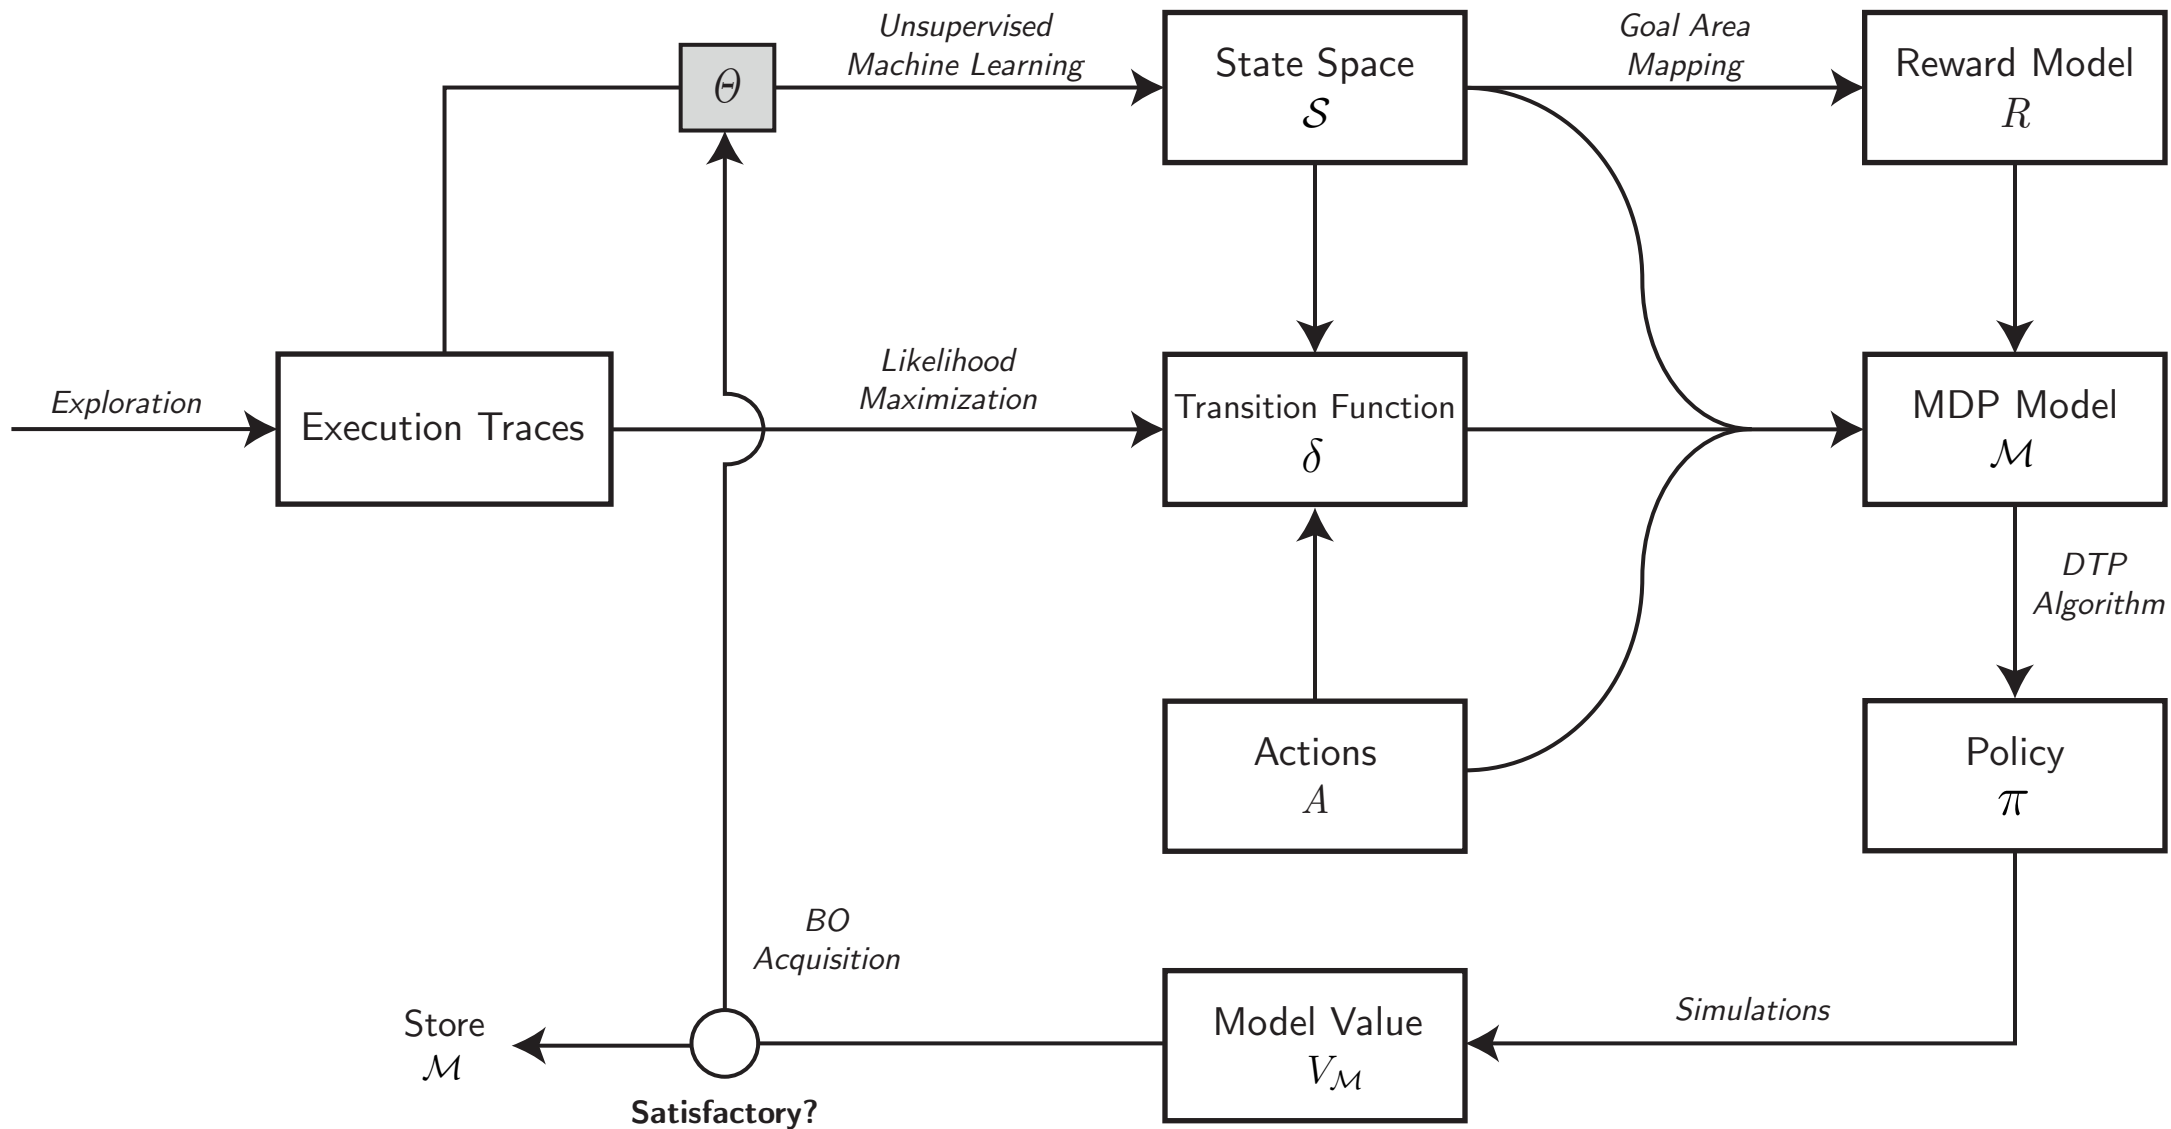 Unsupervised
Machine Learning
Θ
State Space
𝒮
Goal Area
Mapping
Reward Model
R
Exploration
Execution Traces
Likelihood
Maximization
Transition Function
δ
MDP Model
ℳ
DTP
Algorithm
Actions
A
Policy
π
BO
Acquisition
Store
ℳ
Satisfactory?
Model Value
V_ℳ
Simulations